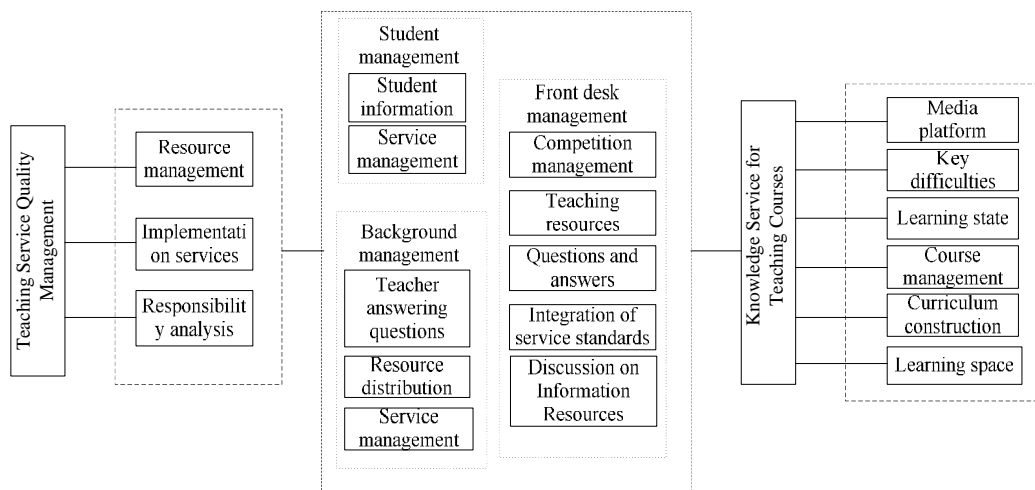 Teaching Service Quality
Management
Resource
management
Implementati
on services
Responsibilit
y analysis
Student
management
Student
information
Service
management
Background
management
Teacher
answering
questions
Resource
distribution
Service
management
Front desk
management
Competition
management
Teaching
resources
Questions and
answers
Integration of
service standards
Discussion on
Information
Resources
Knowledge Service for
Teaching Courses
Media
platform
Key
difficulties
Learning state
Course
management
Curriculum
construction
Learning space